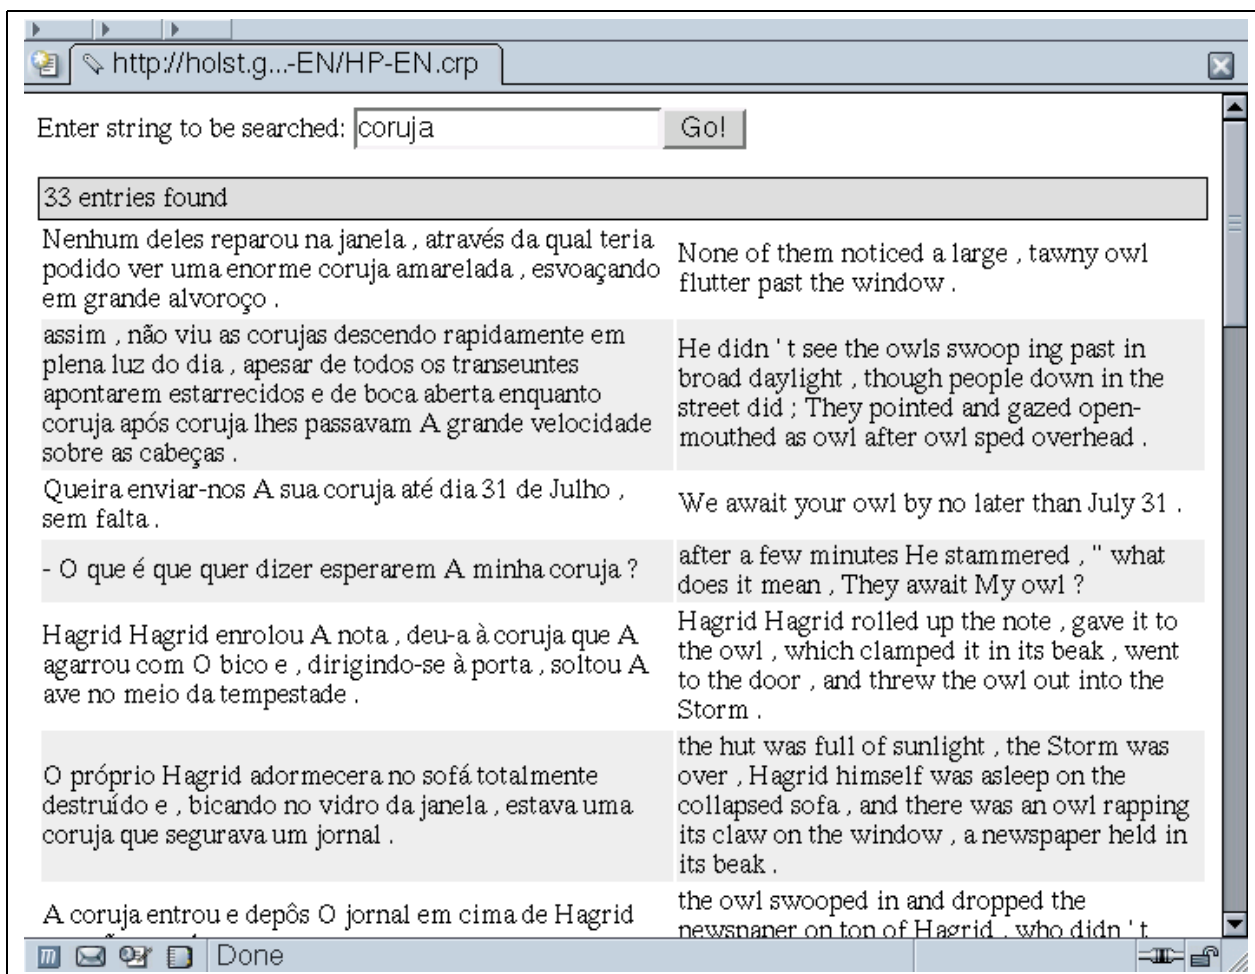 http://holst.g...-EN/HP-EN.crp
Enter string to be searched: coruja Go!
33 entries found
Nenhum deles reparou na janela , através da qual teria
podido ver uma enorme coruja amarelada , esvoaçando
em grande alvoroço .
None of them noticed a large , tawny owl
flutter past the window .
assim , não viu as corujas descendo rapidamente em
plena luz do dia , apesar de todos os transeuntes
apontarem estarrecidos e de boca aberta enquanto
coruja após coruja lhes passavam A grande velocidade
sobre as cabeças .
He didn ' t see the owls swoop ing past in
broad daylight , though people down in the
street did ; They pointed and gazed open-
mouthed as owl after owl sped overhead .
Queira enviar-nos A sua coruja até dia 31 de Julho ,
sem falta .
We await your owl by no later than July 31 .
- O que é que quer dizer esperarem A minha coruja ?
after a few minutes He stammered , " what
does it mean , They await My owl ?
Hagrid Hagrid enrolou A nota , deu-a à coruja que A
agarrou com O bico e , dirigindo-se à porta , soltou A
ave no meio da tempestade .
Hagrid Hagrid rolled up the note , gave it to
the owl , which clamped it in its beak , went
to the door , and threw the owl out into the
Storm .
O próprio Hagrid adormecera no sofá totalmente
destruído e , bicando no vidro da janela , estava uma
coruja que segurava um jornal .
the hut was full of sunlight , the Storm was
over , Hagrid himself was asleep on the
collapsed sofa , and there was an owl rapping
its claw on the window , a newspaper held in
its beak .
A coruja entrou e depôs O jornal em cima de Hagrid
the owl swooped in and dropped the
newspaper on top of Hagrid , who didn ' t
Done